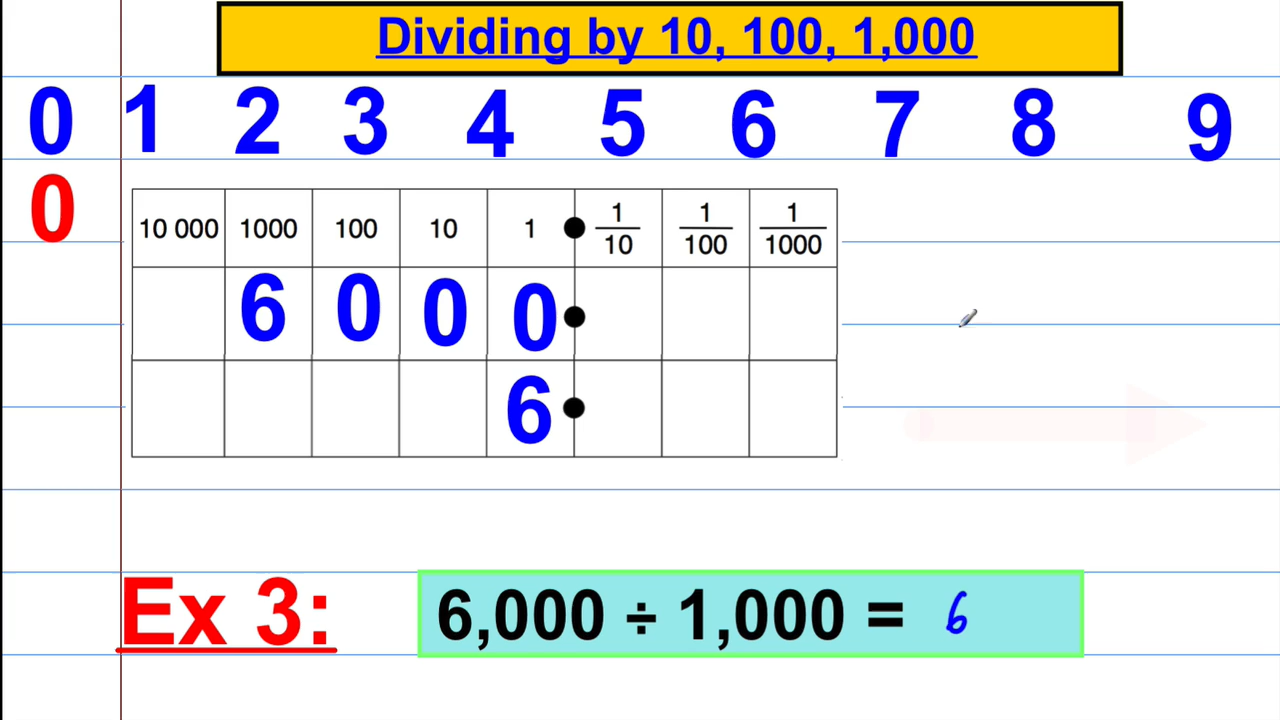 Dividing by 10, 100, 1,000
0 1 2 3 4 5 6 7 8 9
0
10 000 1000 100 10 1 • 1/10 1/100 1/1000
6 0 0 0 •
6 •
Ex 3: 6,000 ÷ 1,000 = 6